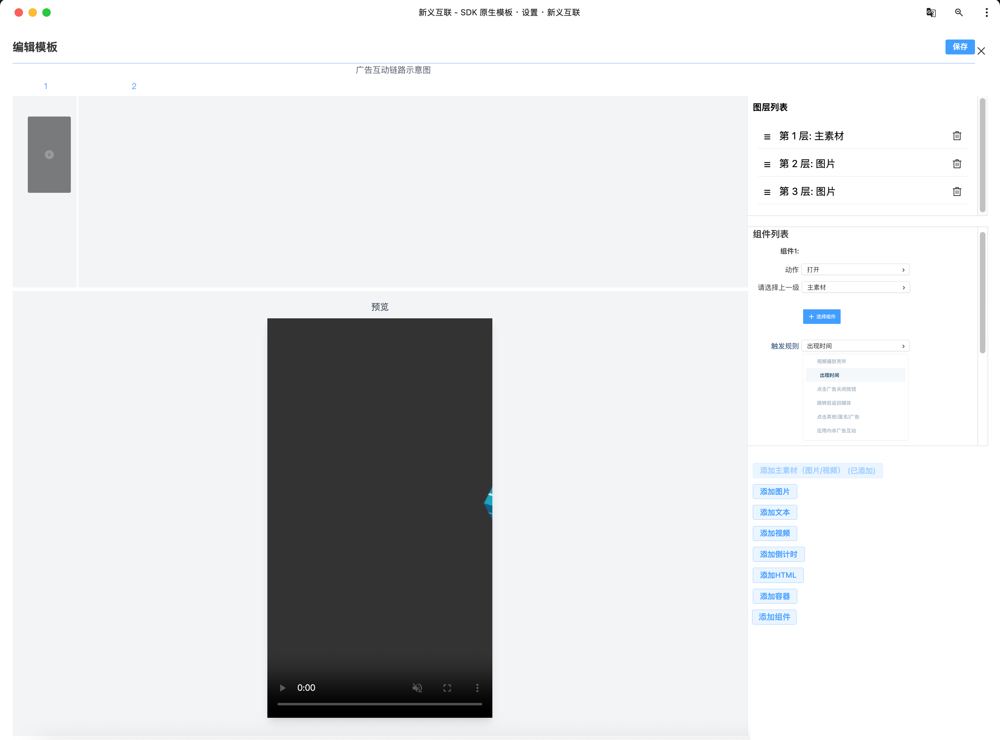 新义互联 - SDK 原生模板 · 设置 · 新义互联
编辑模板
保存
广告互动链路示意图
1
2
图层列表
第 1 层: 主素材
第 2 层: 图片
第 3 层: 图片
组件列表
组件1:
动作 打开
请选择上一级 主素材
选择组件
触发规则 出现时间
视频播放完毕
出现时间
点击广告关闭按钮
跳转后返回媒体
点击其他(匿名)广告
应用内非广告互动
预览
0:00
添加主素材（图片/视频） (已添加)
添加图片
添加文本
添加视频
添加倒计时
添加HTML
添加容器
添加组件